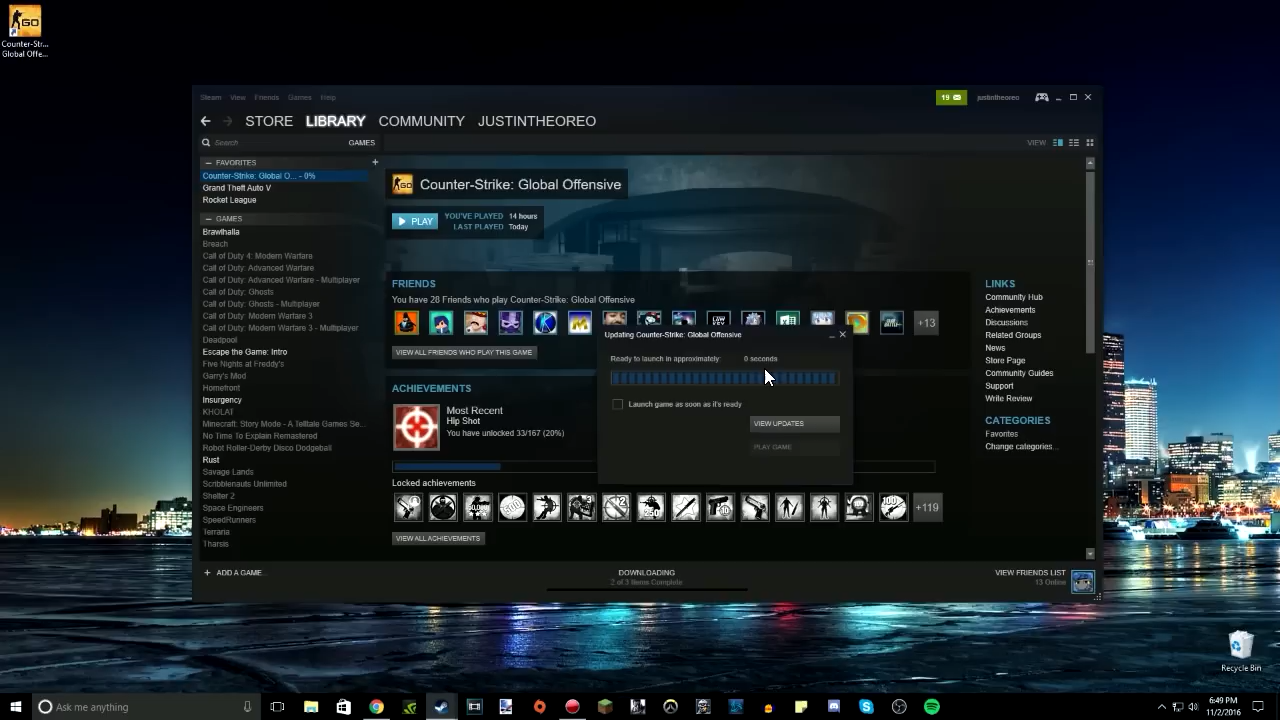 Counter-Str...
Global Offe...
Steam View Friends Games Help
19
justintheoreo
STORE LIBRARY COMMUNITY JUSTINTHEOREO
Search
GAMES
VIEW
— FAVORITES +
Counter-Strike: Global O... - 0%
Grand Theft Auto V
Rocket League
— GAMES
Brawlhalla
Breach
Call of Duty 4: Modern Warfare
Call of Duty: Advanced Warfare
Call of Duty: Advanced Warfare - Multiplayer
Call of Duty: Ghosts
Call of Duty: Ghosts - Multiplayer
Call of Duty: Modern Warfare 3
Call of Duty: Modern Warfare 3 - Multiplayer
Deadpool
Escape the Game: Intro
Five Nights at Freddy's
Garry's Mod
Homefront
Insurgency
KHOLAT
Minecraft: Story Mode - A Telltale Games Se...
No Time To Explain Remastered
Robot Roller-Derby Disco Dodgeball
Rust
Savage Lands
Scribblenauts Unlimited
Shelter 2
Space Engineers
SpeedRunners
Terraria
Tharsis
+ ADD A GAME...
GO
Counter-Strike: Global Offensive
PLAY
YOU'VE PLAYED 14 hours
LAST PLAYED Today
FRIENDS
You have 28 Friends who play Counter-Strike: Global Offensive
+13
VIEW ALL FRIENDS WHO PLAY THIS GAME
ACHIEVEMENTS
Most Recent
Hip Shot
You have unlocked 33/167 (20%)
Locked achievements
+119
VIEW ALL ACHIEVEMENTS
Updating Counter-Strike: Global Offensive
Ready to launch in approximately: 0 seconds
Launch game as soon as it's ready
VIEW UPDATES
PLAY GAME
LINKS
Community Hub
Achievements
Discussions
Related Groups
News
Store Page
Community Guides
Support
Write Review
CATEGORIES
Favorites
Change categories...
DOWNLOADING
2 of 3 Items Complete
VIEW FRIENDS LIST
13 Online
Recycle Bin
Ask me anything
6:49 PM
11/2/2016